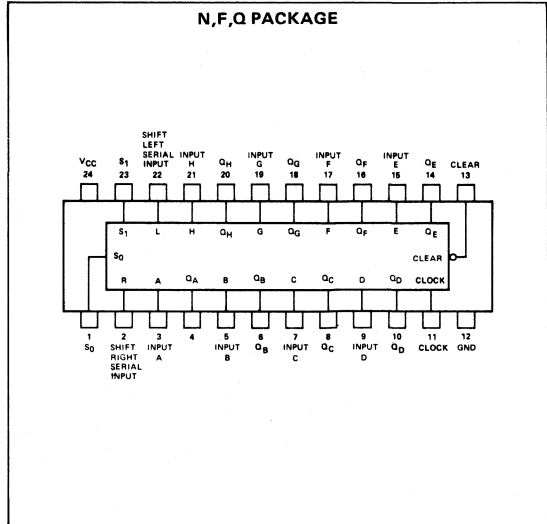 N,F,Q PACKAGE
SHIFT
LEFT
SERIAL
INPUT
INPUT
H
INPUT
G
INPUT
F
INPUT
E
VCC S1 QH QG QF QE CLEAR
24 23 22 21 20 19 18 17 16 15 14 13
S1 L H QH G QG F QF E QE
S0 CLEAR
R A QA B QB C QC D QD CLOCK
1 2 3 4 5 6 7 8 9 10 11 12
S0 SHIFT INPUT INPUT QB INPUT QC INPUT QD CLOCK GND
RIGHT A B C D
SERIAL
INPUT